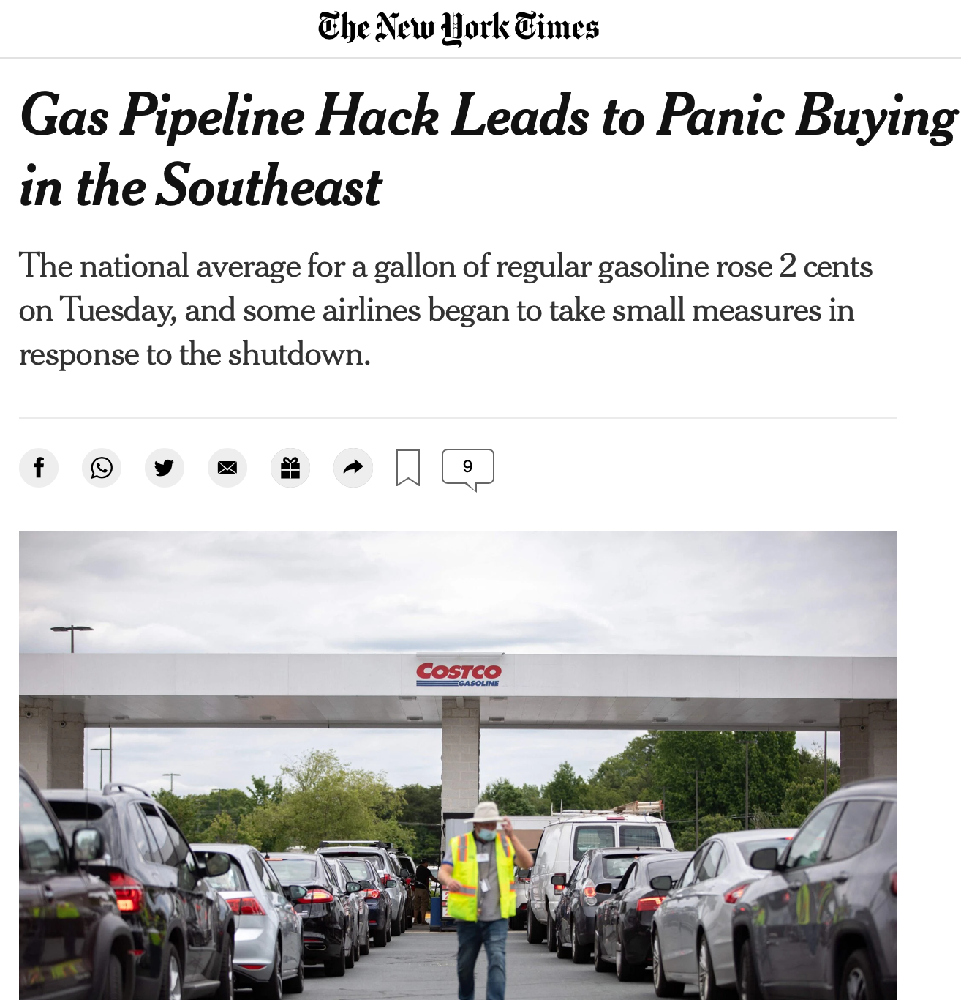 The New York Times
Gas Pipeline Hack Leads to Panic Buying
in the Southeast
The national average for a gallon of regular gasoline rose 2 cents
on Tuesday, and some airlines began to take small measures in
response to the shutdown.
9
COSTCO
GASOLINE